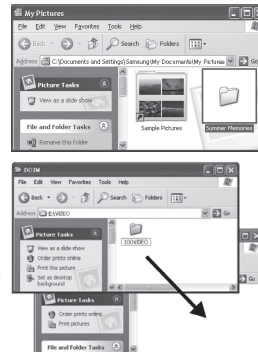 My Pictures
File Edit View Favorites Tools Help
Back Search Folders
Address C:\Documents and Settings\Samsung\My Documents\My Pictures Go
Picture Tasks
View as a slide show
File and Folder Tasks
Rename this folder
Sample Pictures
Summer Memories
DCIM
File Edit View Favorites Tools Help
Back Search Folders
Address E:\VIDEO Go
Picture Tasks
View as a slide show
Order prints online
Print this picture
Set as desktop
background
100VIDEO
Picture Tasks
Order prints online
Print pictures
File and Folder Tasks